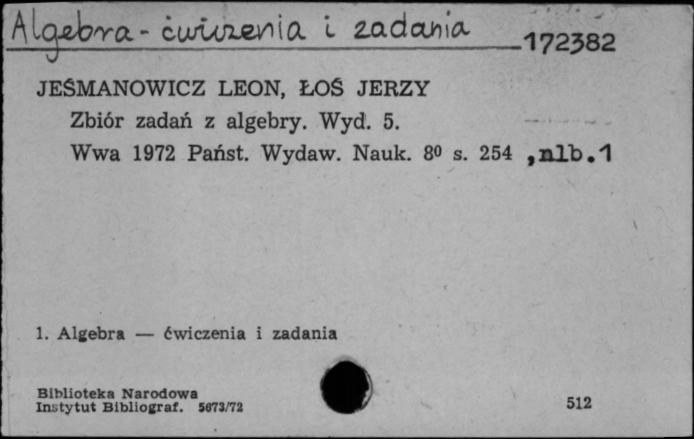 Algebra - ćwiczenia i zadania
172382
JEŚMANOWICZ LEON, ŁOŚ JERZY
Zbiór zadań z algebry. Wyd. 5.
Wwa 1972 Państ. Wydaw. Nauk. 8⁰ s. 254 ,nlb.1
1. Algebra — ćwiczenia i zadania
Biblioteka Narodowa
Instytut Bibliograf. 5673/72
512